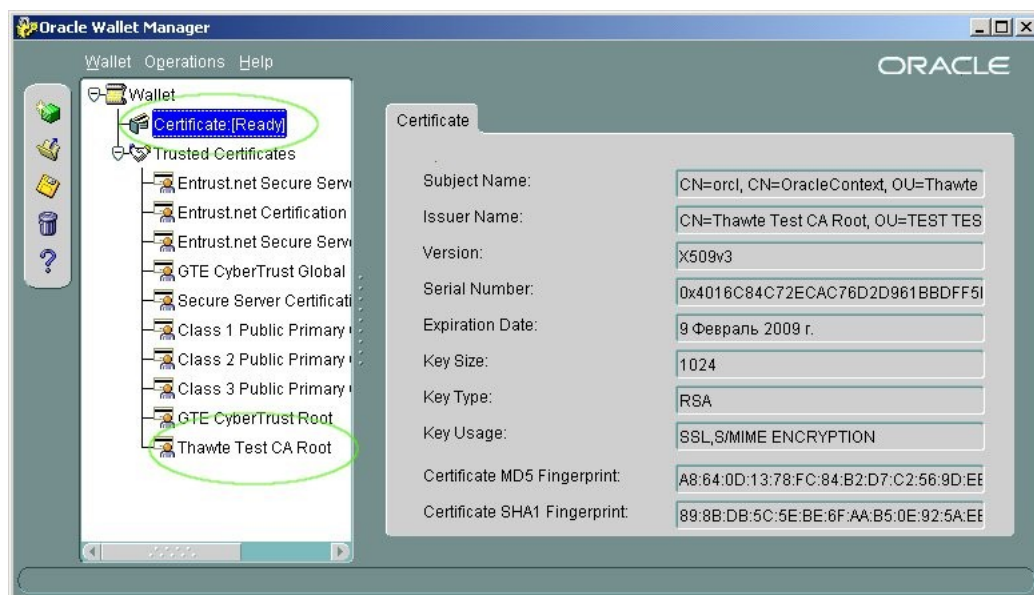 Oracle Wallet Manager
Wallet Operations Help
ORACLE
Wallet
Certificate:[Ready]
Trusted Certificates
Entrust.net Secure Serv
Entrust.net Certification
Entrust.net Secure Serv
GTE CyberTrust Global
Secure Server Certificati
Class 1 Public Primary
Class 2 Public Primary
Class 3 Public Primary
GTE CyberTrust Root
Thawte Test CA Root
Certificate
Subject Name: CN=orcl, CN=OracleContext, OU=Thawte
Issuer Name: CN=Thawte Test CA Root, OU=TEST TES
Version: X509v3
Serial Number: 0x4016C84C72ECAC76D2D961BBDFF5
Expiration Date: 9 Февраль 2009 г.
Key Size: 1024
Key Type: RSA
Key Usage: SSL,S/MIME ENCRYPTION
Certificate MD5 Fingerprint: A8:64:0D:13:78:FC:84:B2:D7:C2:56:9D:EE
Certificate SHA1 Fingerprint: 89:8B:DB:5C:5E:BE:6F:AA:B5:0E:92:5A:EE